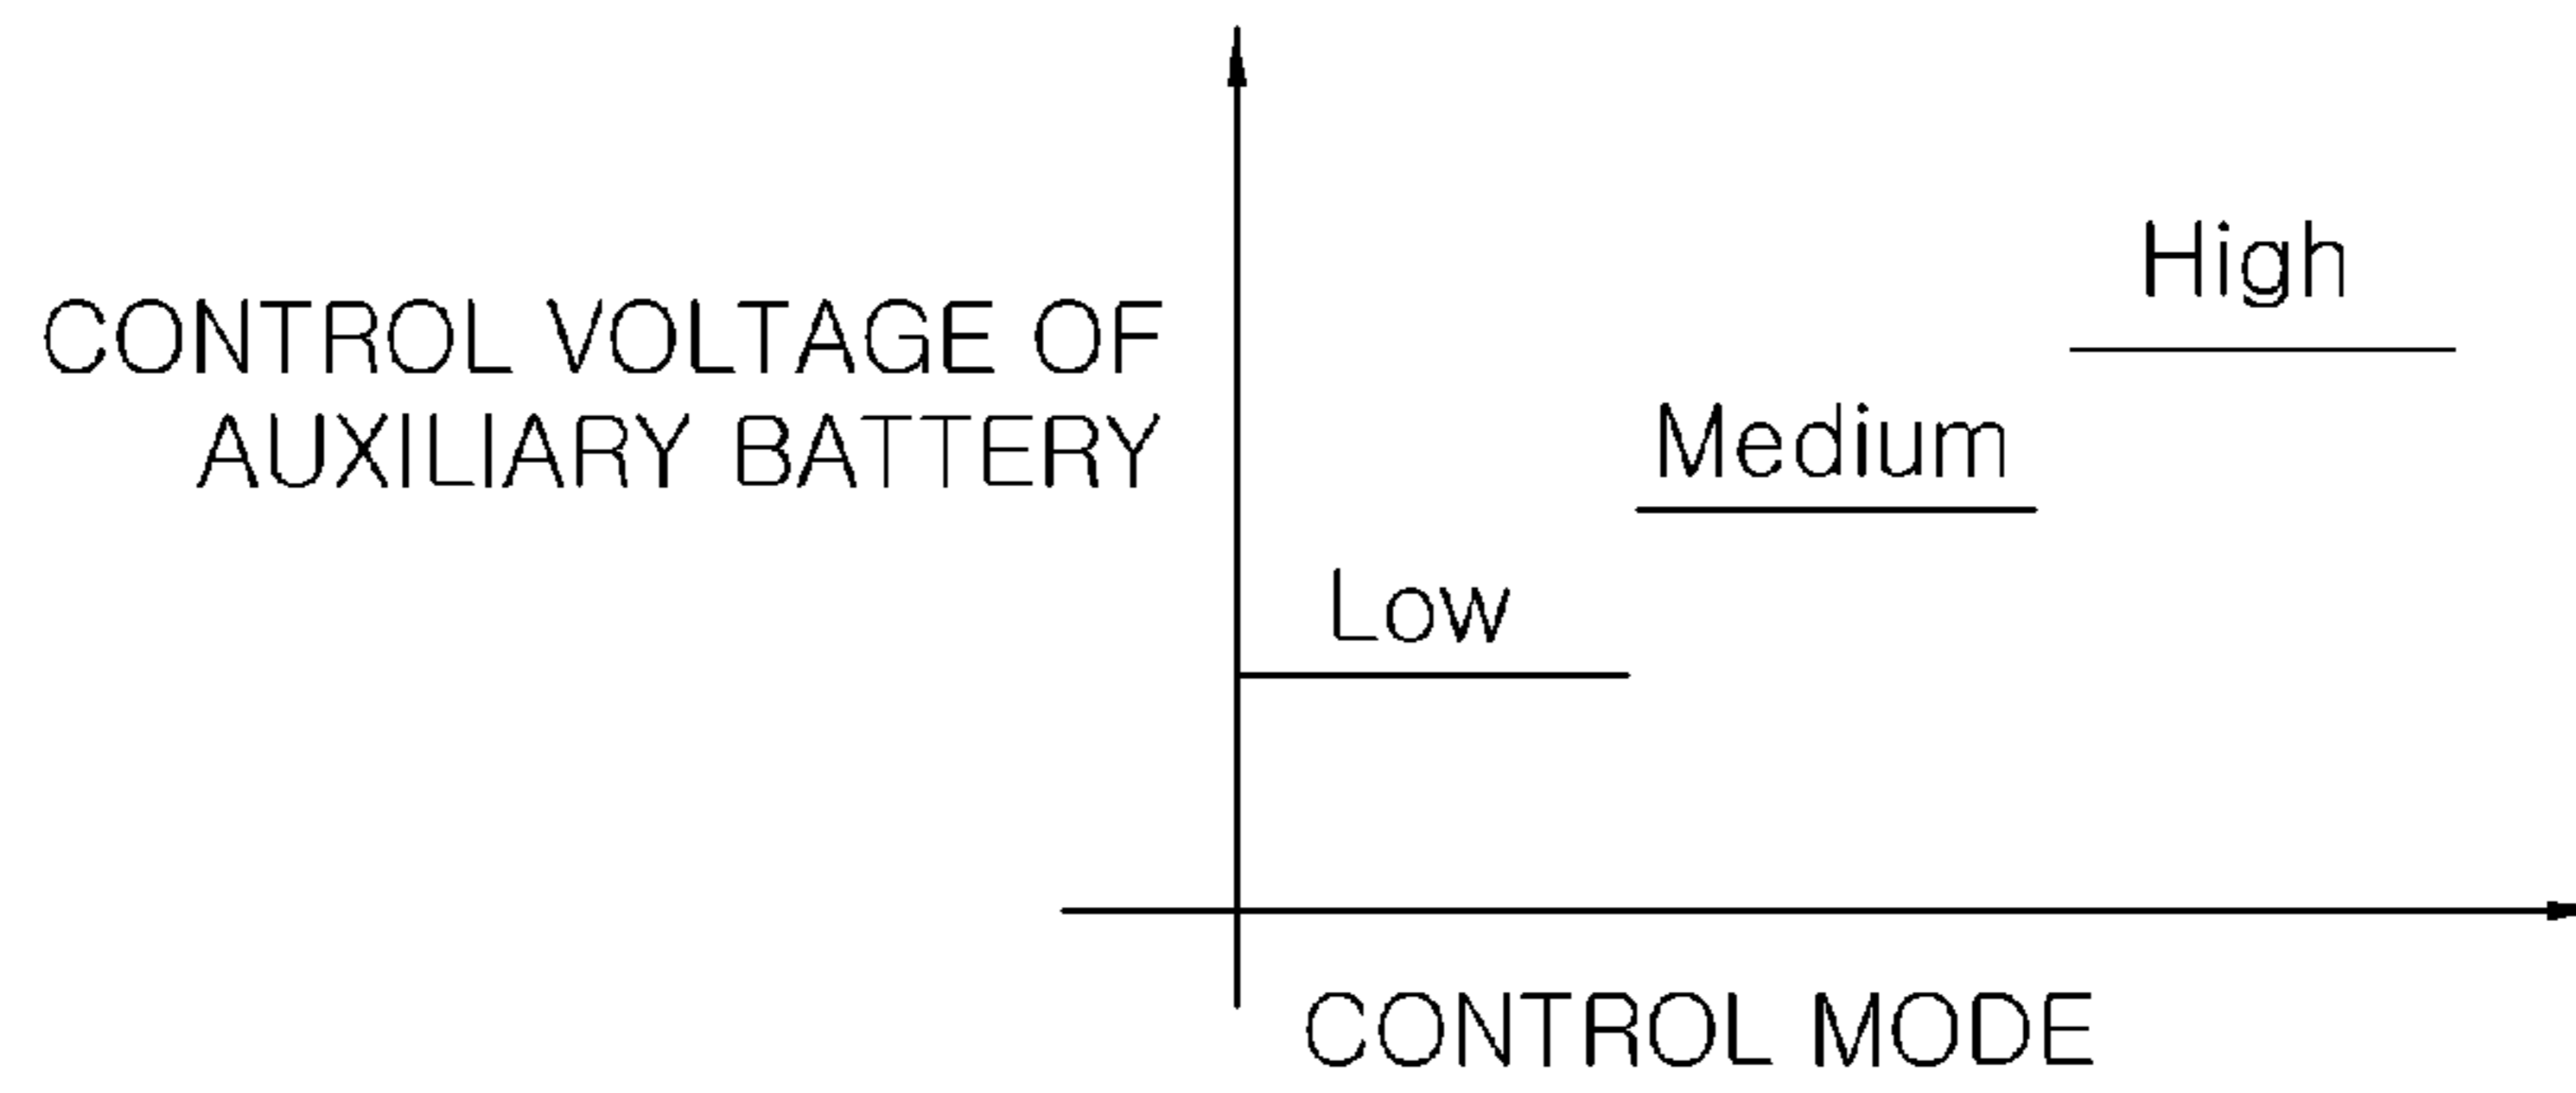 High
CONTROL VOLTAGE OF
AUXILIARY BATTERY
Medium
Low
CONTROL MODE